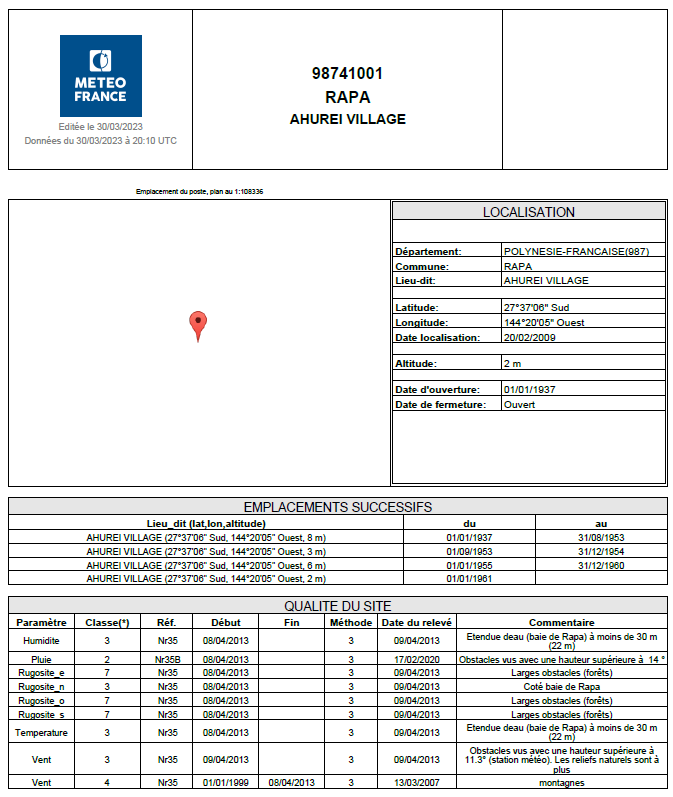 METEO
FRANCE
Editée le 30/03/2023
Données du 30/03/2023 à 20:10 UTC
98741001
RAPA
AHUREI VILLAGE
Emplacement du poste, plan au 1:108336
LOCALISATION
Département: POLYNESIE-FRANCAISE(987)
Commune: RAPA
Lieu-dit: AHUREI VILLAGE
Latitude: 27°37'06" Sud
Longitude: 144°20'05" Ouest
Date localisation: 20/02/2009
Altitude: 2 m
Date d'ouverture: 01/01/1937
Date de fermeture: Ouvert
EMPLACEMENTS SUCCESSIFS
Lieu_dit (lat,lon,altitude) du au
AHUREI VILLAGE (27°37'06" Sud, 144°20'05" Ouest, 8 m) 01/01/1937 31/08/1953
AHUREI VILLAGE (27°37'06" Sud, 144°20'05" Ouest, 3 m) 01/09/1953 31/12/1954
AHUREI VILLAGE (27°37'06" Sud, 144°20'05" Ouest, 6 m) 01/01/1955 31/12/1960
AHUREI VILLAGE (27°37'06" Sud, 144°20'05" Ouest, 2 m) 01/01/1961
QUALITE DU SITE
Paramètre Classe(*) Réf. Début Fin Méthode Date du relevé Commentaire
Humidite 3 Nr35 08/04/2013 3 09/04/2013 Etendue deau (baie de Rapa) à moins de 30 m
(22 m)
Pluie 2 Nr35B 08/04/2013 3 17/02/2020 Obstacles vus avec une hauteur supérieure à 14 °
Rugosite_e 7 Nr35 08/04/2013 3 09/04/2013 Larges obstacles (forêts)
Rugosite_n 3 Nr35 08/04/2013 3 09/04/2013 Coté baie de Rapa
Rugosite_o 7 Nr35 08/04/2013 3 09/04/2013 Larges obstacles (forêts)
Rugosite_s 7 Nr35 08/04/2013 3 09/04/2013 Larges obstacles (forêts)
Temperature 3 Nr35 08/04/2013 3 09/04/2013 Etendue deau (baie de Rapa) à moins de 30 m
(22 m)
Vent 3 Nr35 08/04/2013 3 09/04/2013 Obstacles vus avec une hauteur supérieure à
11.3° (station météo). Les reliefs naturels sont à
plus
Vent 4 Nr35 01/01/1999 08/04/2013 3 13/03/2007 montagnes